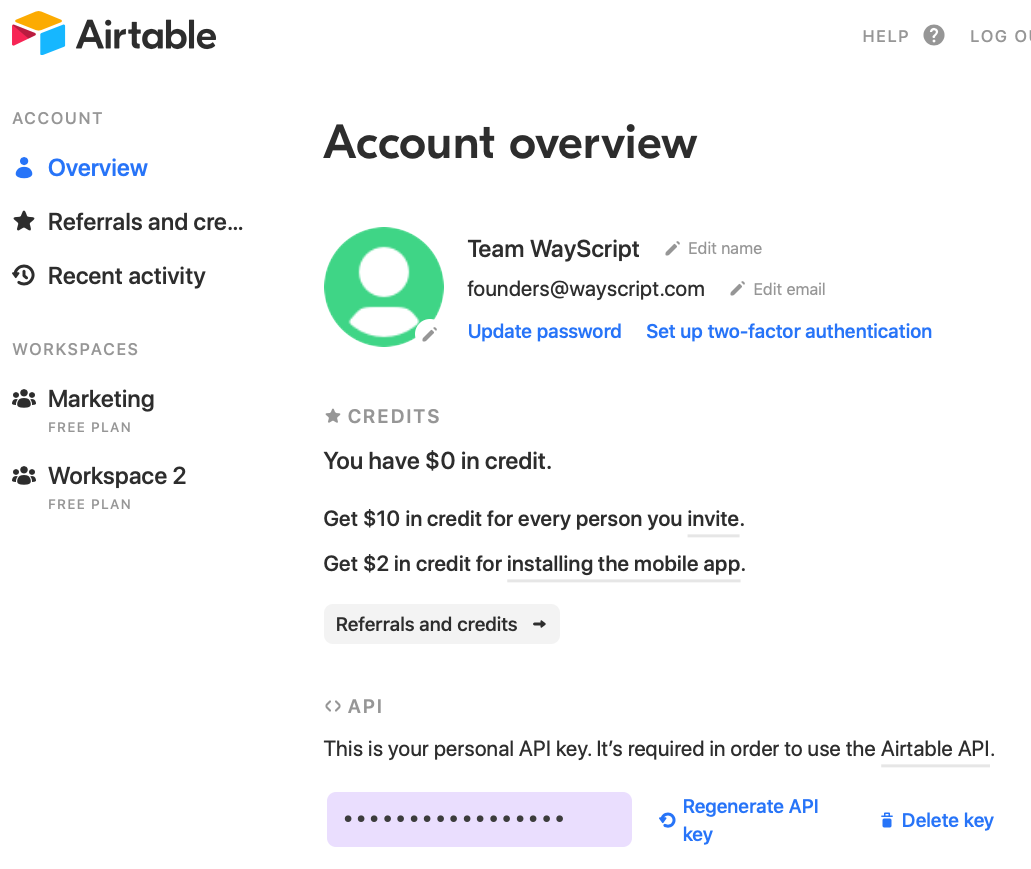 Airtable
HELP ?
LOG OU
ACCOUNT
Overview
Referrals and cre...
Recent activity
WORKSPACES
Marketing
FREE PLAN
Workspace 2
FREE PLAN
Account overview
Team WayScript
Edit name
founders@wayscript.com
Edit email
Update password
Set up two-factor authentication
CREDITS
You have $0 in credit.
Get $10 in credit for every person you invite.
Get $2 in credit for installing the mobile app.
Referrals and credits →
<> API
This is your personal API key. It’s required in order to use the Airtable API.
••••••••••••••••
Regenerate API
key
Delete key